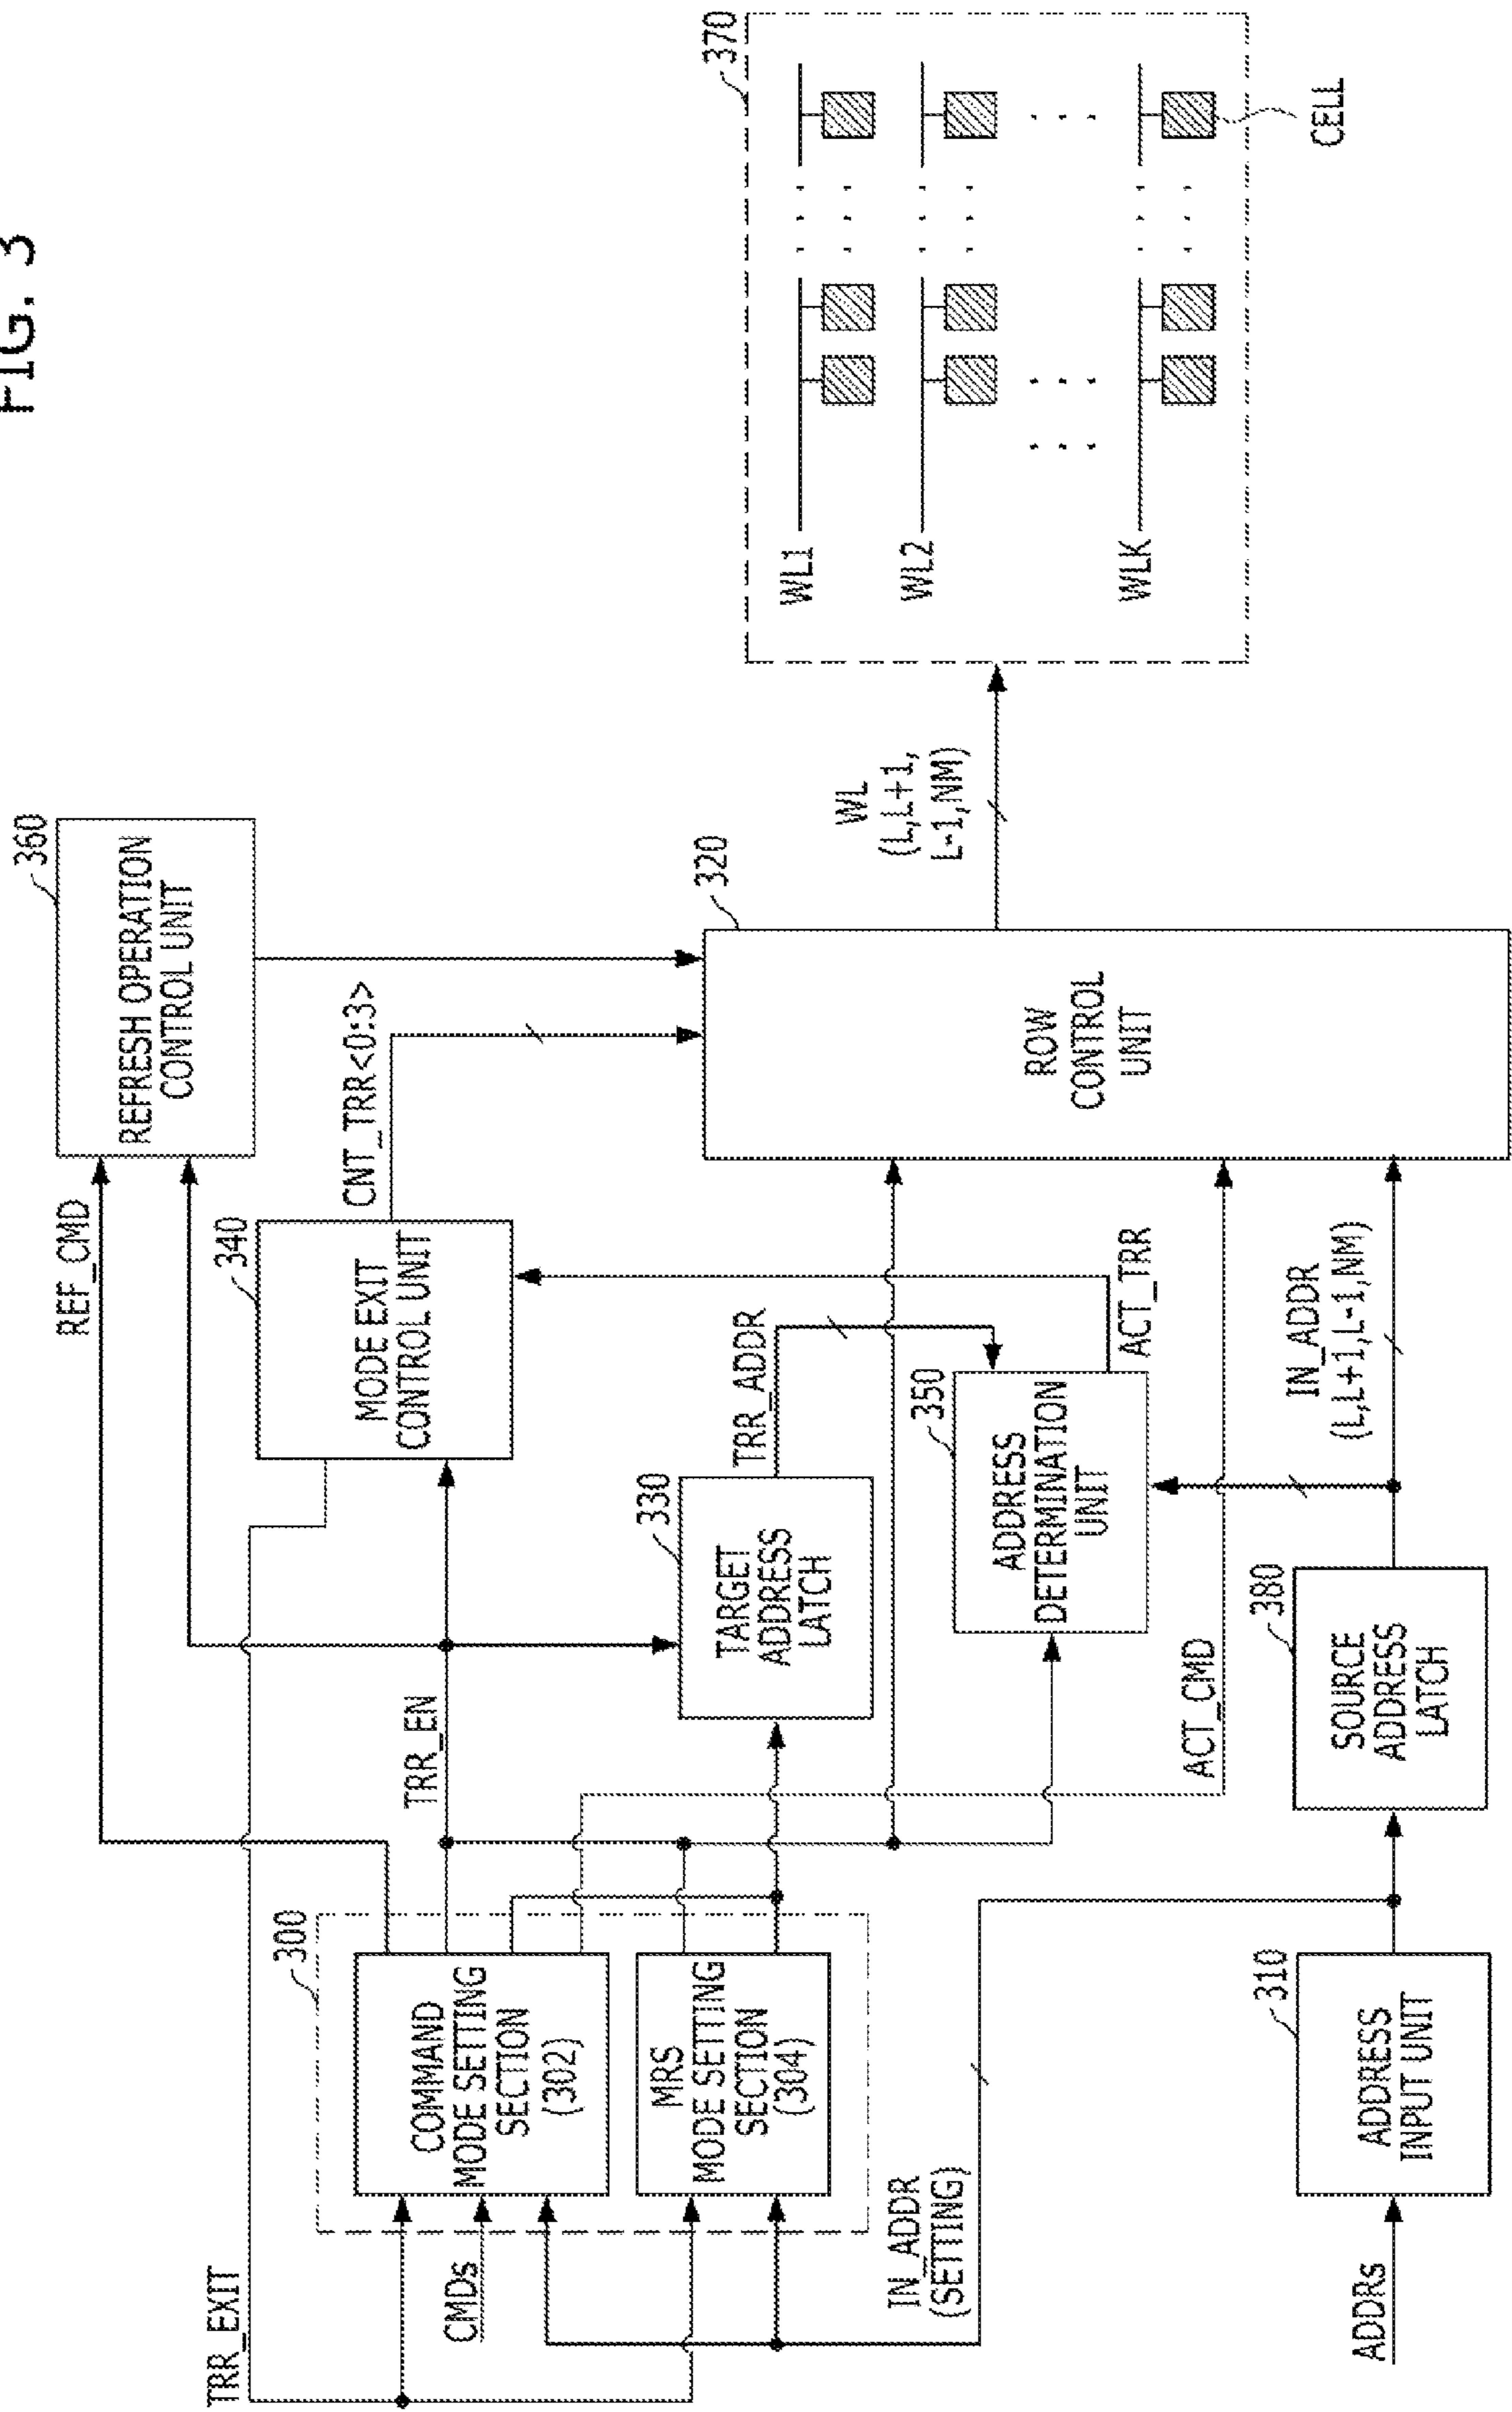 FIG. 3
360
REFRESH OPERATION
CONTROL UNIT
REF_CMD
340
MODE EXIT
CONTROL UNIT
CNT_TRR<0:3>
TRR_EXIT
300
COMMAND
MODE SETTING
SECTION
(302)
CMDs
MRS
MODE SETTING
SECTION
(304)
TRR_EN
330
TARGET
ADDRESS
LATCH
TRR_ADDR
350
ADDRESS
DETERMINATION
UNIT
ACT_TRR
320
ROW
CONTROL
UNIT
WL
(L,L+1,
L-1,NM)
370
WL1
WL2
WLK
CELL
IN_ADDR
(SETTING)
ACT_CMD
ADDRs
310
ADDRESS
INPUT UNIT
380
SOURCE
ADDRESS
LATCH
IN_ADDR
(L,L+1,L-1,NM)